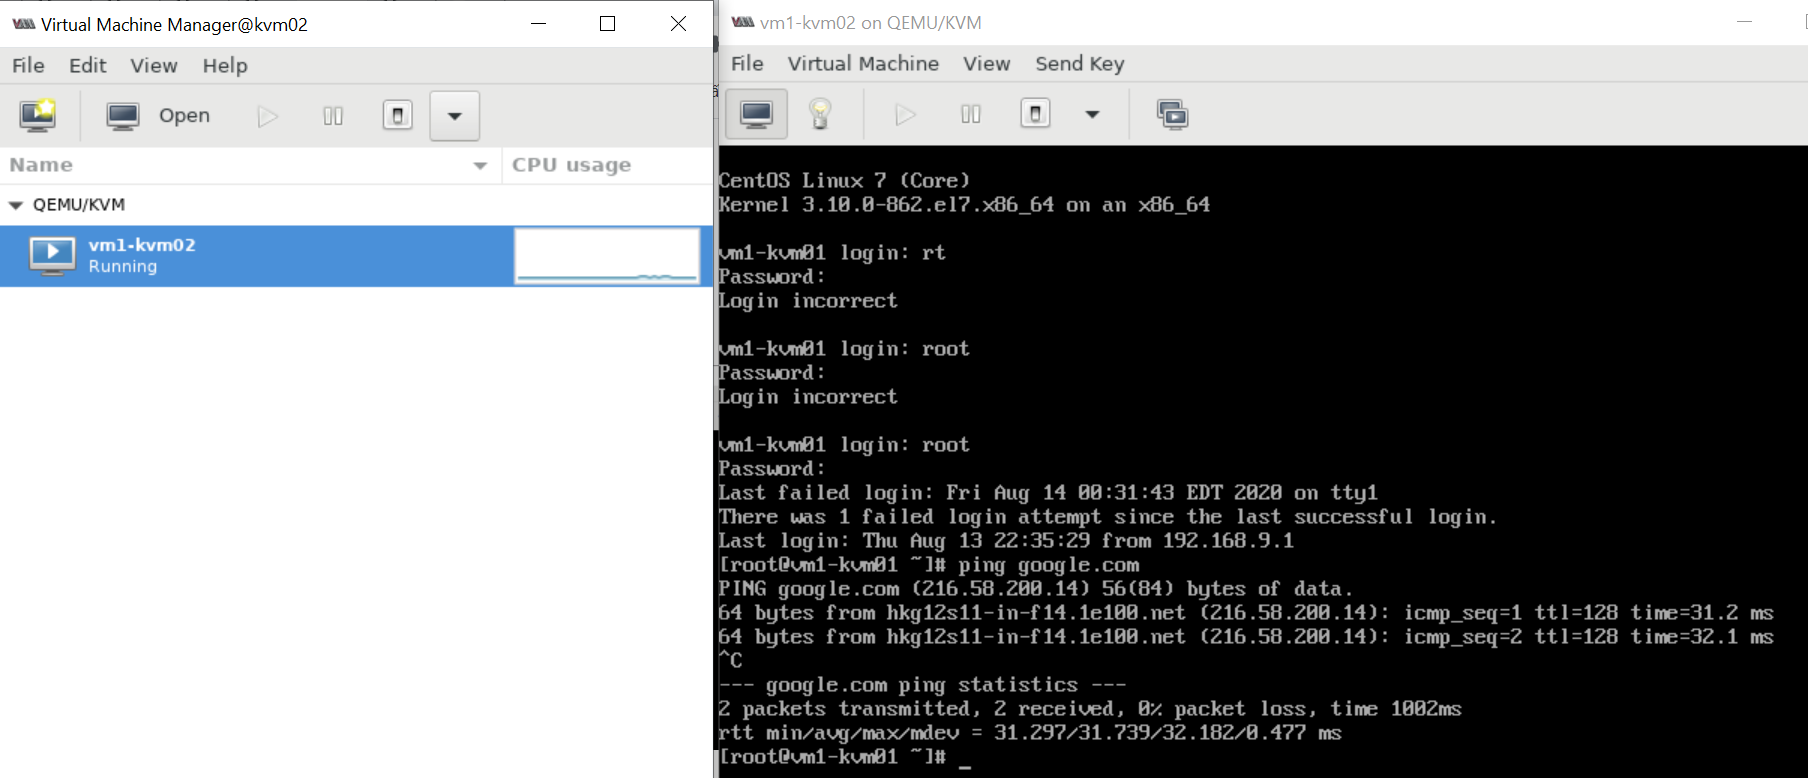 Virtual Machine Manager@kvm02
File Edit View Help
Open
Name CPU usage
QEMU/KVM
vm1-kvm02
Running
vm1-kvm02 on QEMU/KVM
File Virtual Machine View Send Key
CentOS Linux 7 (Core)
Kernel 3.10.0-862.el7.x86_64 on an x86_64
vm1-kvm01 login: rt
Password:
Login incorrect
vm1-kvm01 login: root
Password:
Login incorrect
vm1-kvm01 login: root
Password:
Last failed login: Fri Aug 14 00:31:43 EDT 2020 on tty1
There was 1 failed login attempt since the last successful login.
Last login: Thu Aug 13 22:35:29 from 192.168.9.1
[root@vm1-kvm01 ~]# ping google.com
PING google.com (216.58.200.14) 56(84) bytes of data.
64 bytes from hkg12s11-in-f14.1e100.net (216.58.200.14): icmp_seq=1 ttl=128 time=31.2 ms
64 bytes from hkg12s11-in-f14.1e100.net (216.58.200.14): icmp_seq=2 ttl=128 time=32.1 ms
^C
--- google.com ping statistics ---
2 packets transmitted, 2 received, 0% packet loss, time 1002ms
rtt min/avg/max/mdev = 31.297/31.739/32.182/0.477 ms
[root@vm1-kvm01 ~]# _